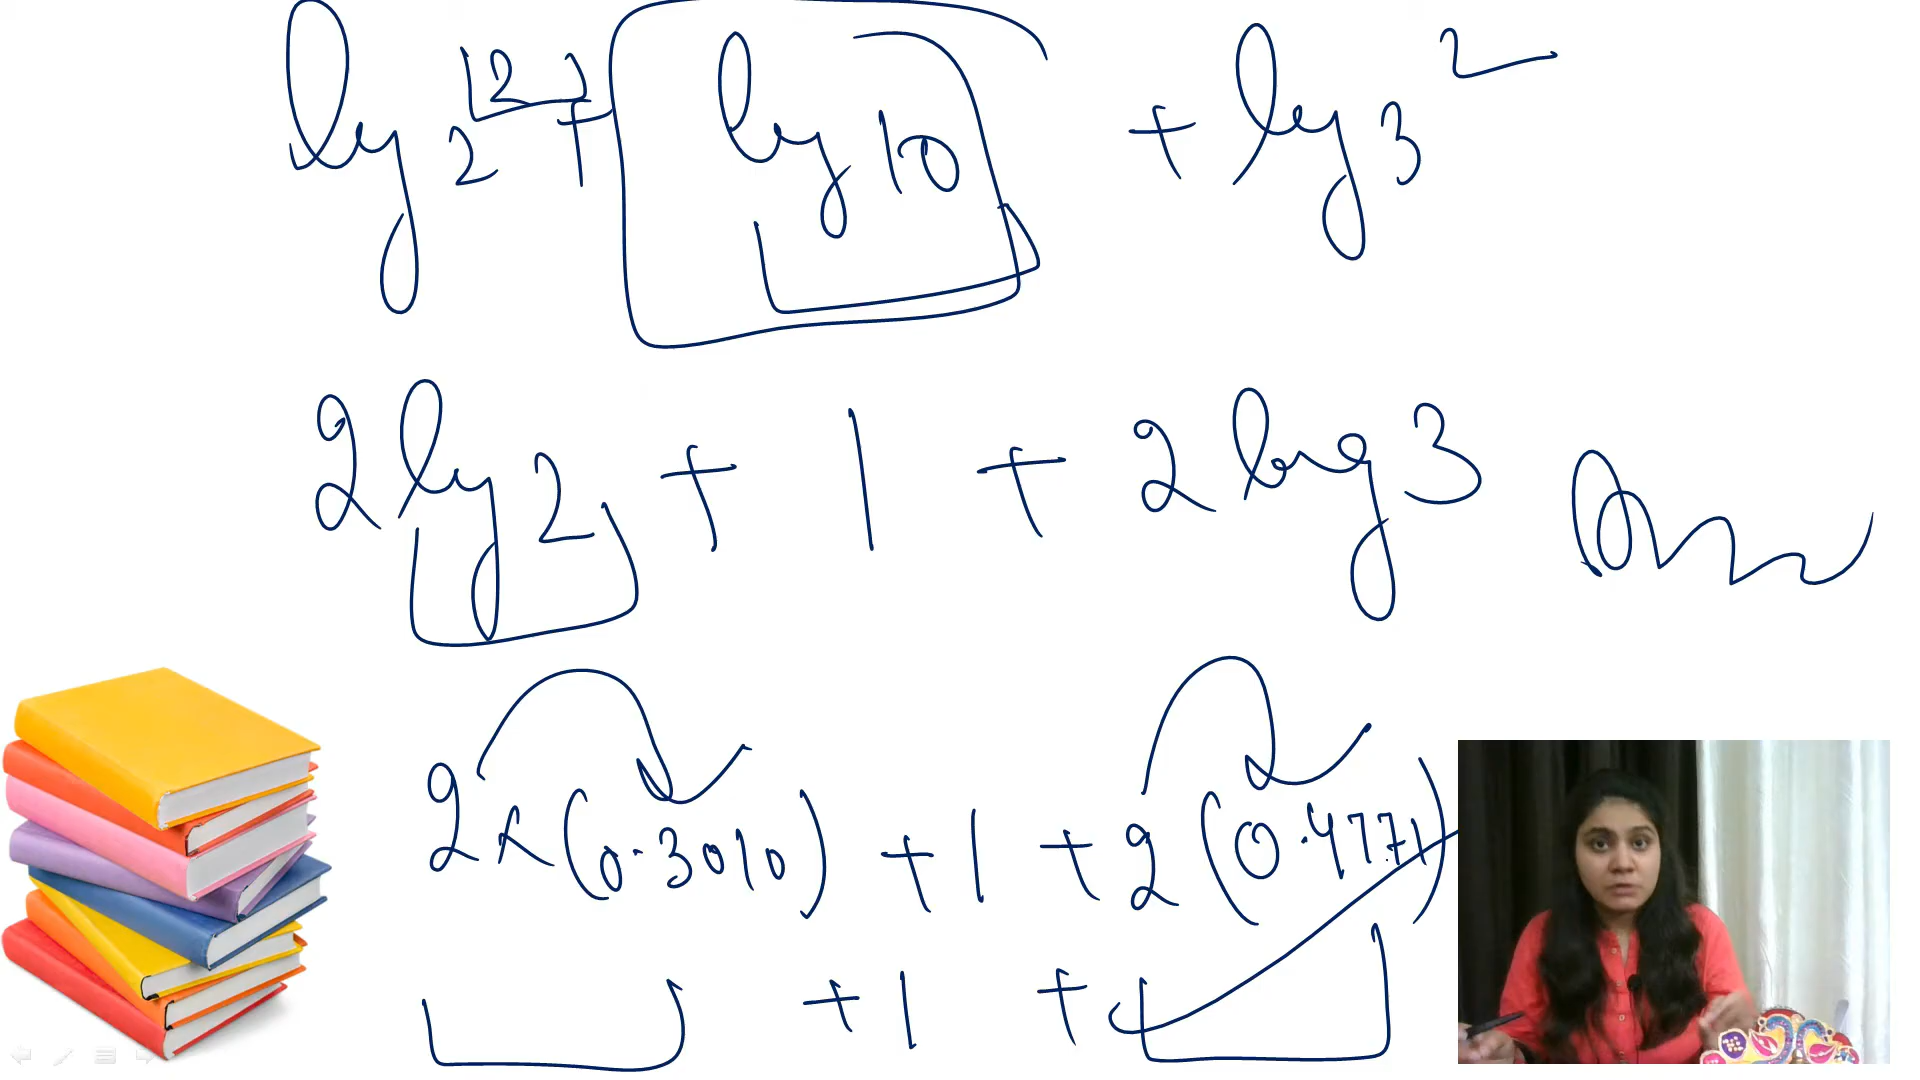 log 2² + log 10 + log 3²
2 log 2 + 1 + 2 log 3 Ans
2 × (0.3010) + 1 + 2 (0.4771)
+ 1 +